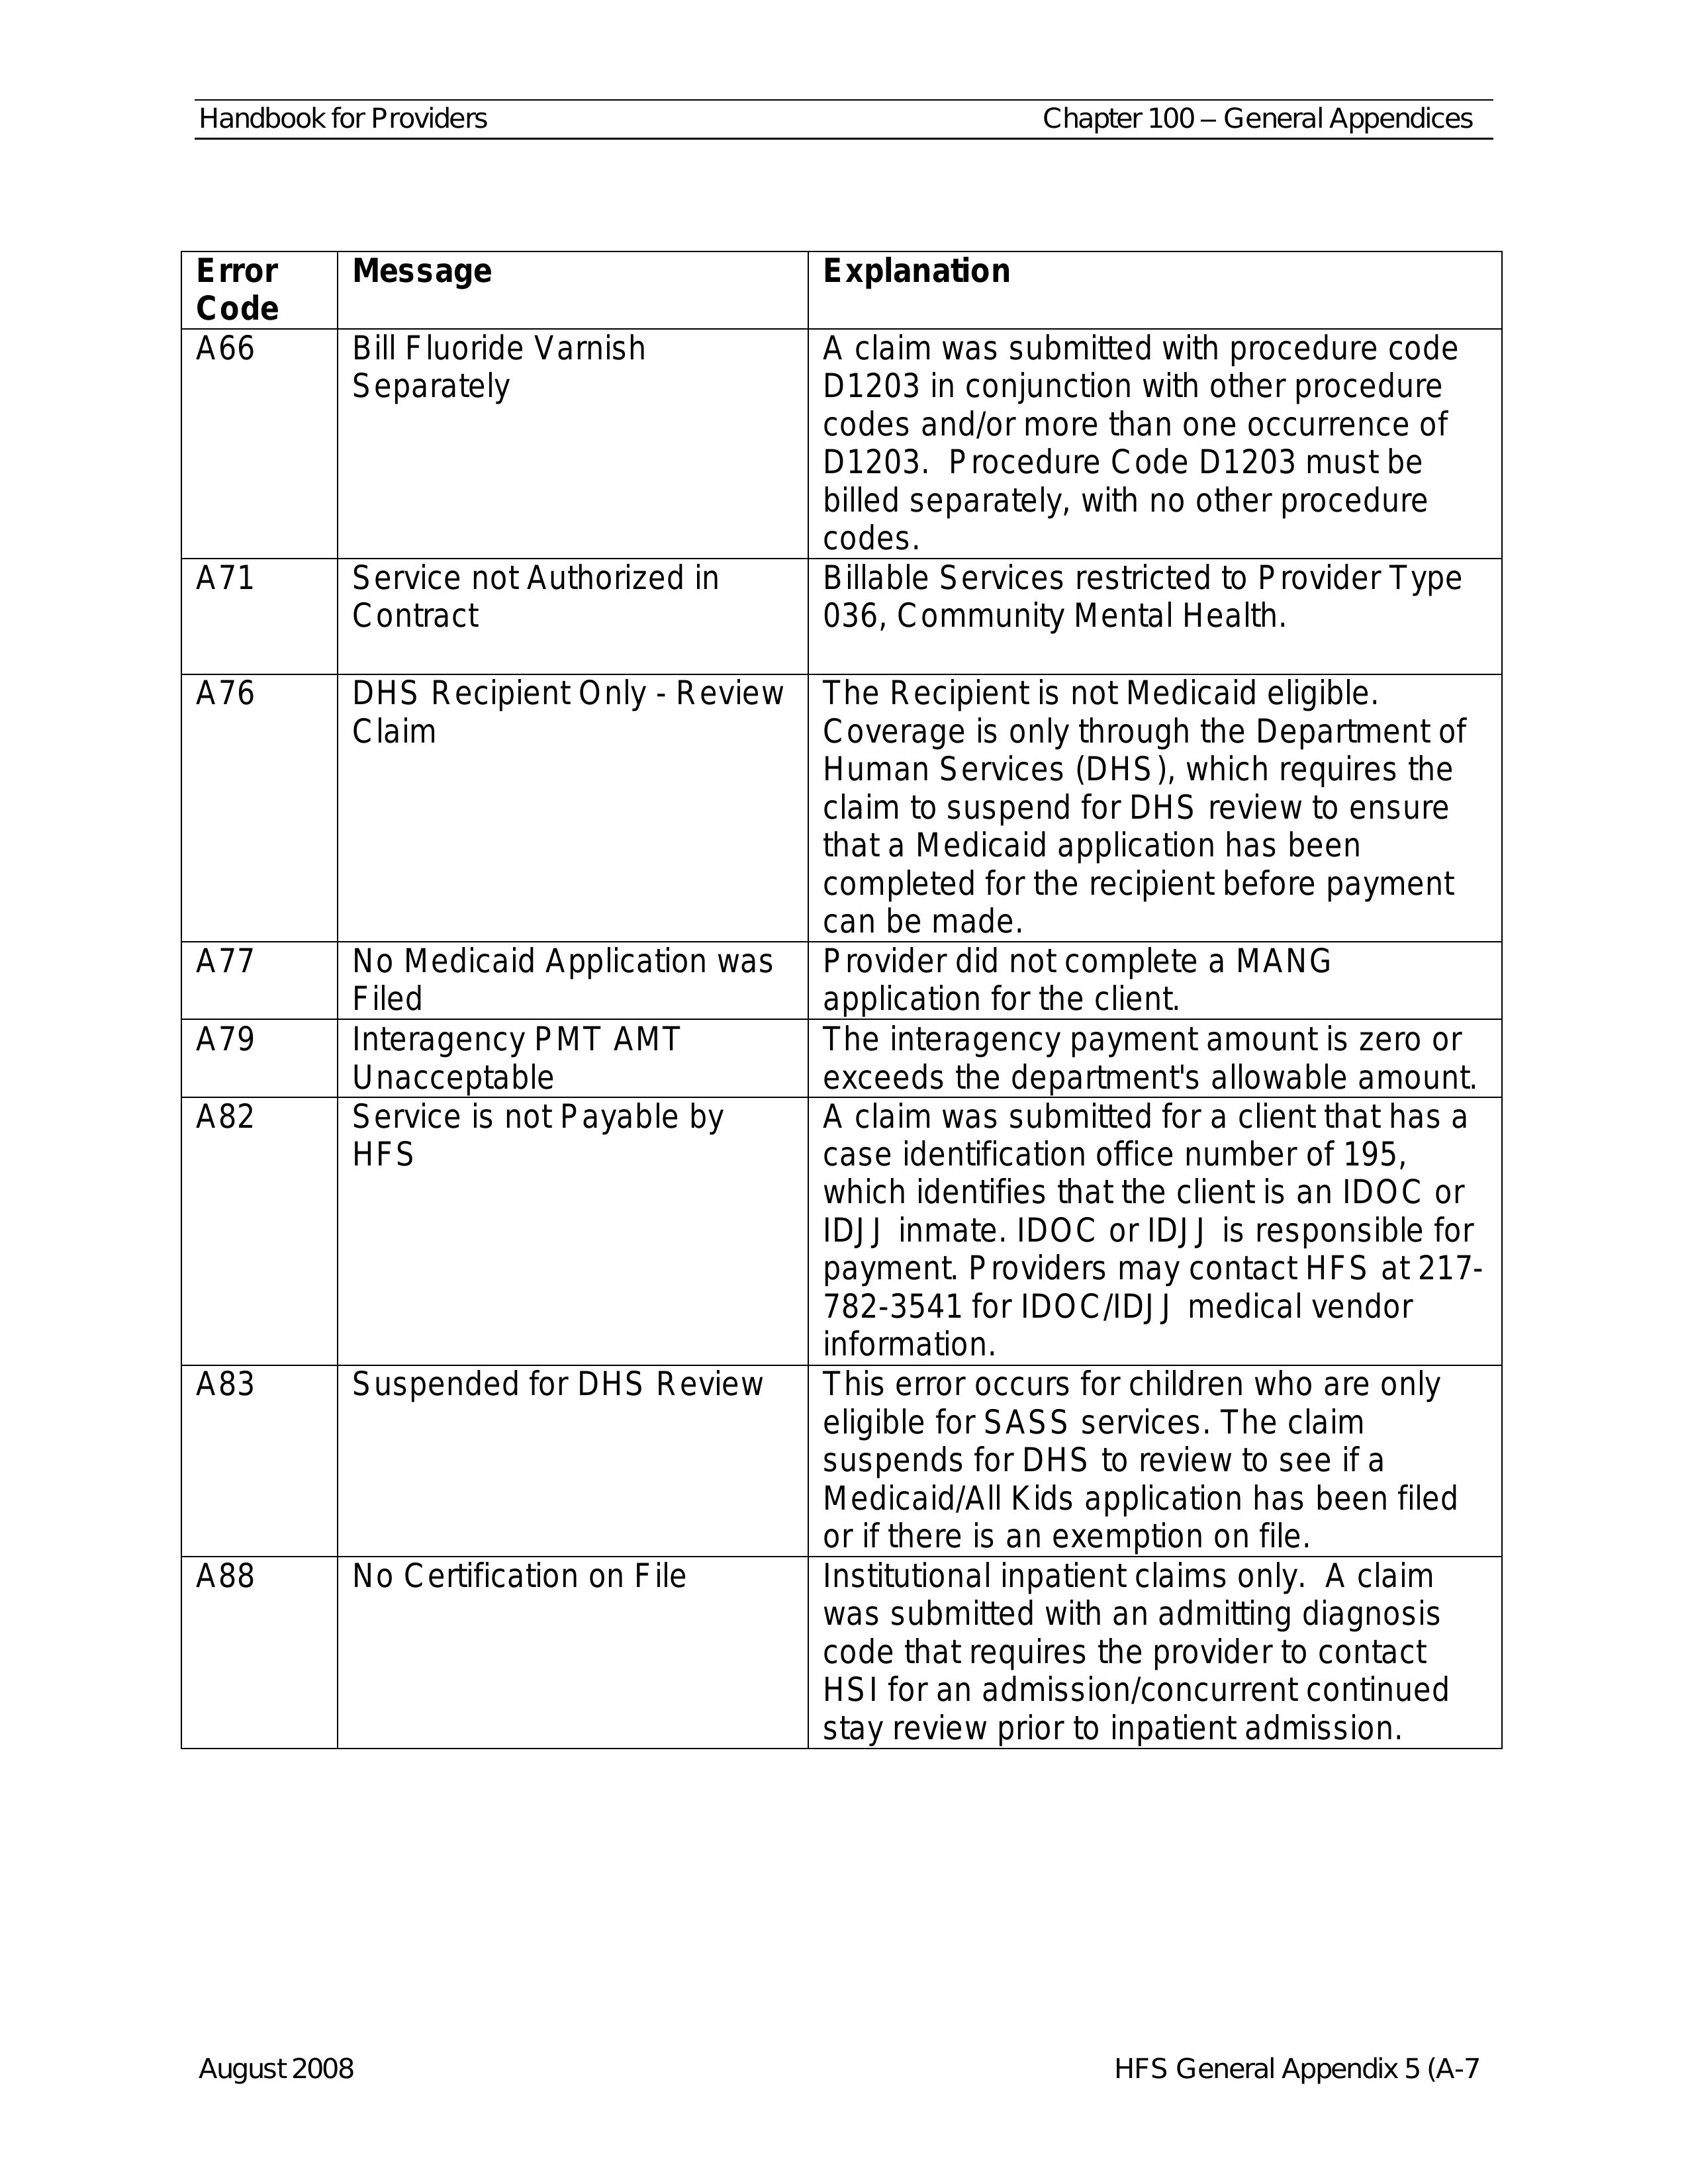 Handbook for Providers Chapter 100 – General Appendices
Error Code Message Explanation
A66 Bill Fluoride Varnish A claim was submitted with procedure code
Separately D1203 in conjunction with other procedure
codes and/or more than one occurrence of
D1203.  Procedure Code D1203 must be
billed separately, with no other procedure
codes.
A71 Service not Authorized in Billable Services restricted to Provider Type
Contract 036, Community Mental Health.
A76 DHS Recipient Only - Review The Recipient is not Medicaid eligible.
Claim Coverage is only through the Department of
Human Services (DHS), which requires the
claim to suspend for DHS review to ensure
that a Medicaid application has been
completed for the recipient before payment
can be made.
A77 No Medicaid Application was Provider did not complete a MANG
Filed application for the client.
A79 Interagency PMT AMT The interagency payment amount is zero or
Unacceptable exceeds the department's allowable amount.
A82 Service is not Payable by A claim was submitted for a client that has a
HFS case identification office number of 195,
which identifies that the client is an IDOC or
IDJJ inmate. IDOC or IDJJ is responsible for
payment. Providers may contact HFS at 217-
782-3541 for IDOC/IDJJ medical vendor
information.
A83 Suspended for DHS Review This error occurs for children who are only
eligible for SASS services. The claim
suspends for DHS to review to see if a
Medicaid/All Kids application has been filed
or if there is an exemption on file.
A88 No Certification on File Institutional inpatient claims only.  A claim
was submitted with an admitting diagnosis
code that requires the provider to contact
HSI for an admission/concurrent continued
stay review prior to inpatient admission.
August 2008 HFS General Appendix 5 (A-7